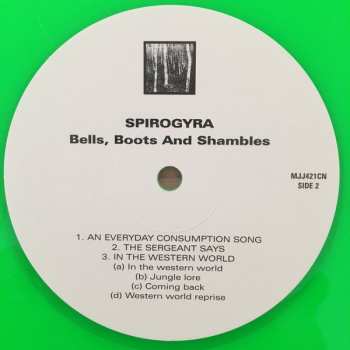 SPIROGYRA
Bells, Boots And Shambles
MJJ421CN
SIDE 2
1. AN EVERYDAY CONSUMPTION SONG
2. THE SERGEANT SAYS
3. IN THE WESTERN WORLD
(a) In the western world
(b) Jungle lore
(c) Coming back
(d) Western world reprise